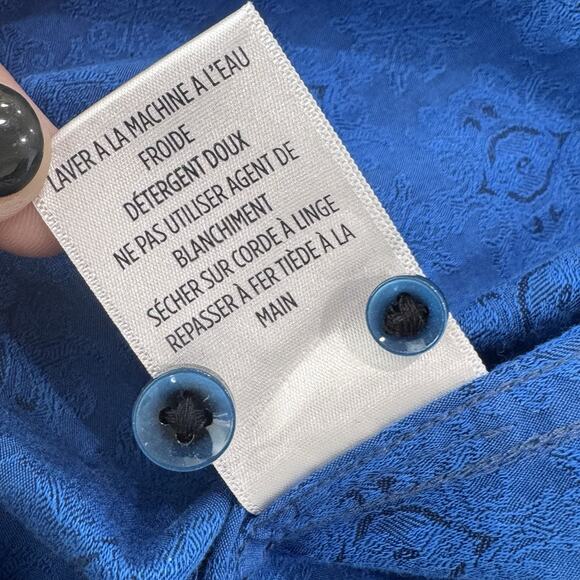 LAVER A LA MACHINE A L'EAU
FROIDE
DÉTERGENT DOUX
NE PAS UTILISER AGENT DE
BLANCHIMENT
SÉCHER SUR CORDE À LINGE
REPASSER À FER TIÈDE À LA
MAIN